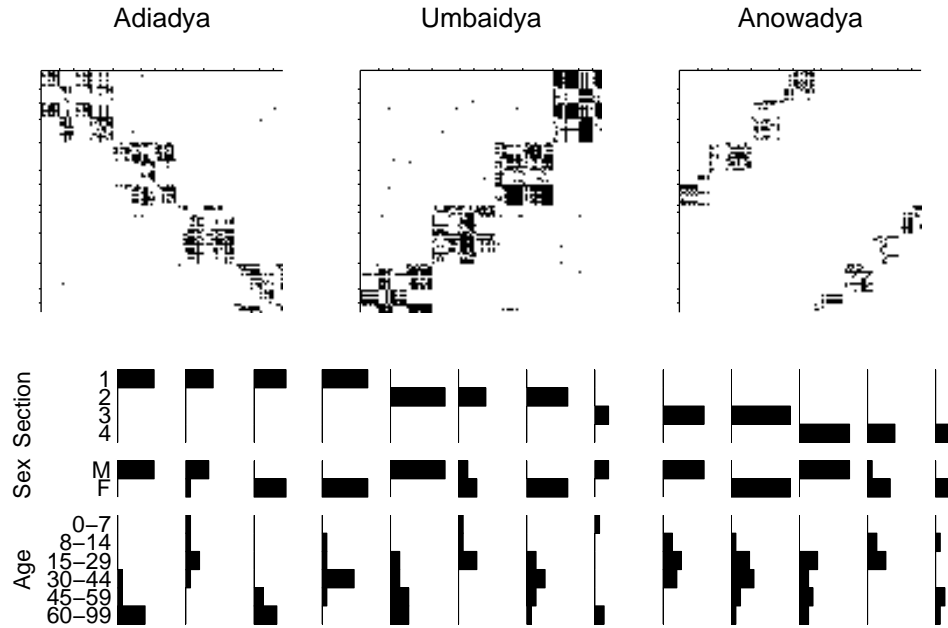 Adiadya Umbaidya Anowadya
Section
1
2
3
4
Sex
M
F
Age
0–7
8–14
15–29
30–44
45–59
60–99